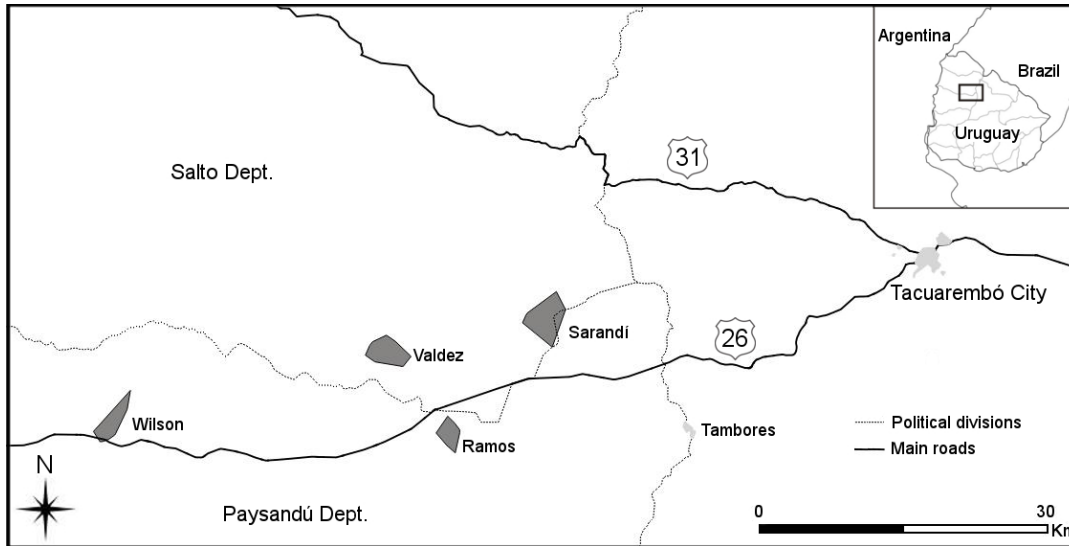 Argentina
Brazil
Uruguay
31
Salto Dept.
Tacuarembó City
Sarandí
26
Valdez
Wilson
Ramos
Tambores
Political divisions
Main roads
N
Paysandú Dept.
0 30
Km